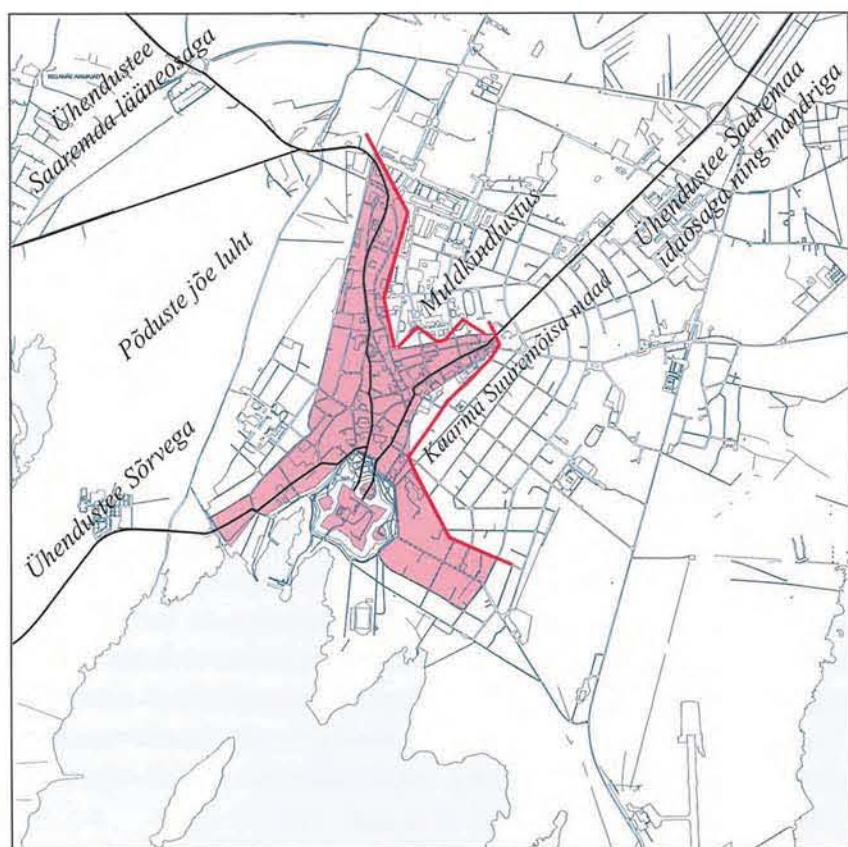 Ühendustee
Saaremaa lääneosaga
Põduste jõe luht
Muldkindlustus
Ühendustee Saaremaa
idaosaga ning mandriga
Kaarma Suuremõisa maad
Ühendustee Sõrvega